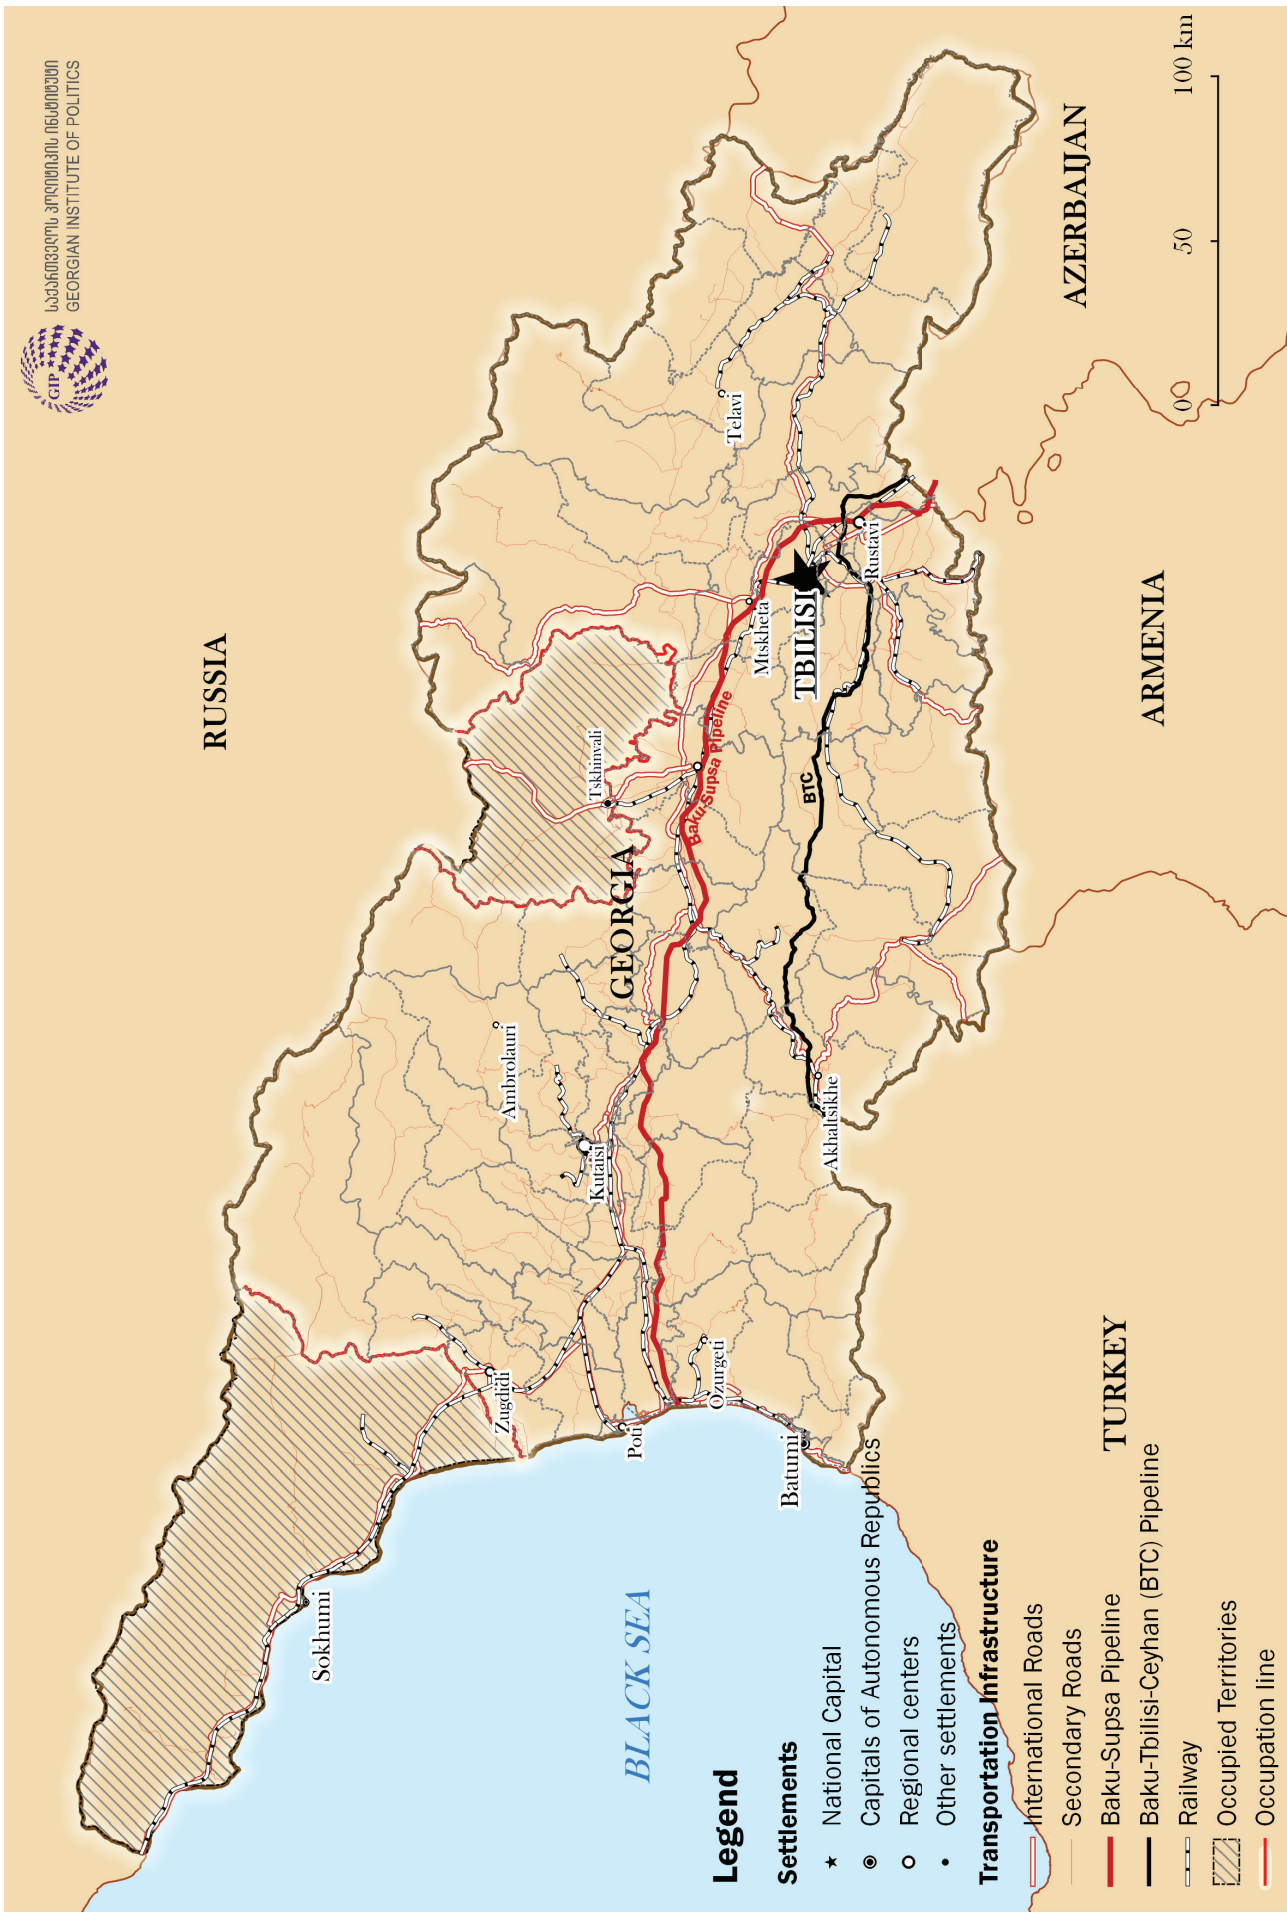 საქართველოს პოლიტიკის ინსტიტუტი
GEORGIAN INSTITUTE OF POLITICS
GIP
RUSSIA
Sokhumi
Zugdidi
Ambrolauri
Tskhinvali
Kutaisi
GEORGIA
Poti
BLACK SEA
Baku-Supsa Pipeline
Mtskheta
Telavi
Ozurgeti
TBILISI
BTC
Batumi
Akhaltsikhe
Rustavi
AZERBAIJAN
TURKEY
ARMENIA
0 50 100 km
Legend
Settlements
National Capital
Capitals of Autonomous Republics
Regional centers
Other settlements
Transportation Infrastructure
International Roads
Secondary Roads
Baku-Supsa Pipeline
Baku-Tbilisi-Ceyhan (BTC) Pipeline
Railway
Occupied Territories
Occupation line